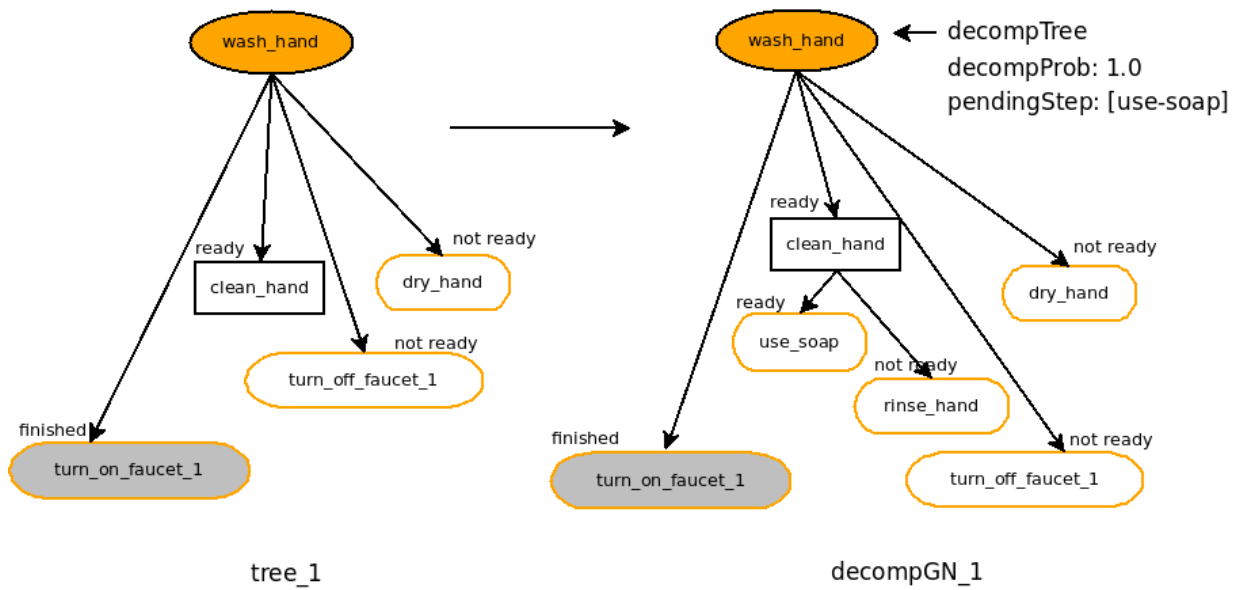 wash_hand
ready
clean_hand
not ready
dry_hand
not ready
turn_off_faucet_1
finished
turn_on_faucet_1
tree_1
wash_hand
decompTree
decompProb: 1.0
pendingStep: [use-soap]
ready
clean_hand
not ready
dry_hand
ready
use_soap
not ready
rinse_hand
finished
turn_on_faucet_1
not ready
turn_off_faucet_1
decompGN_1